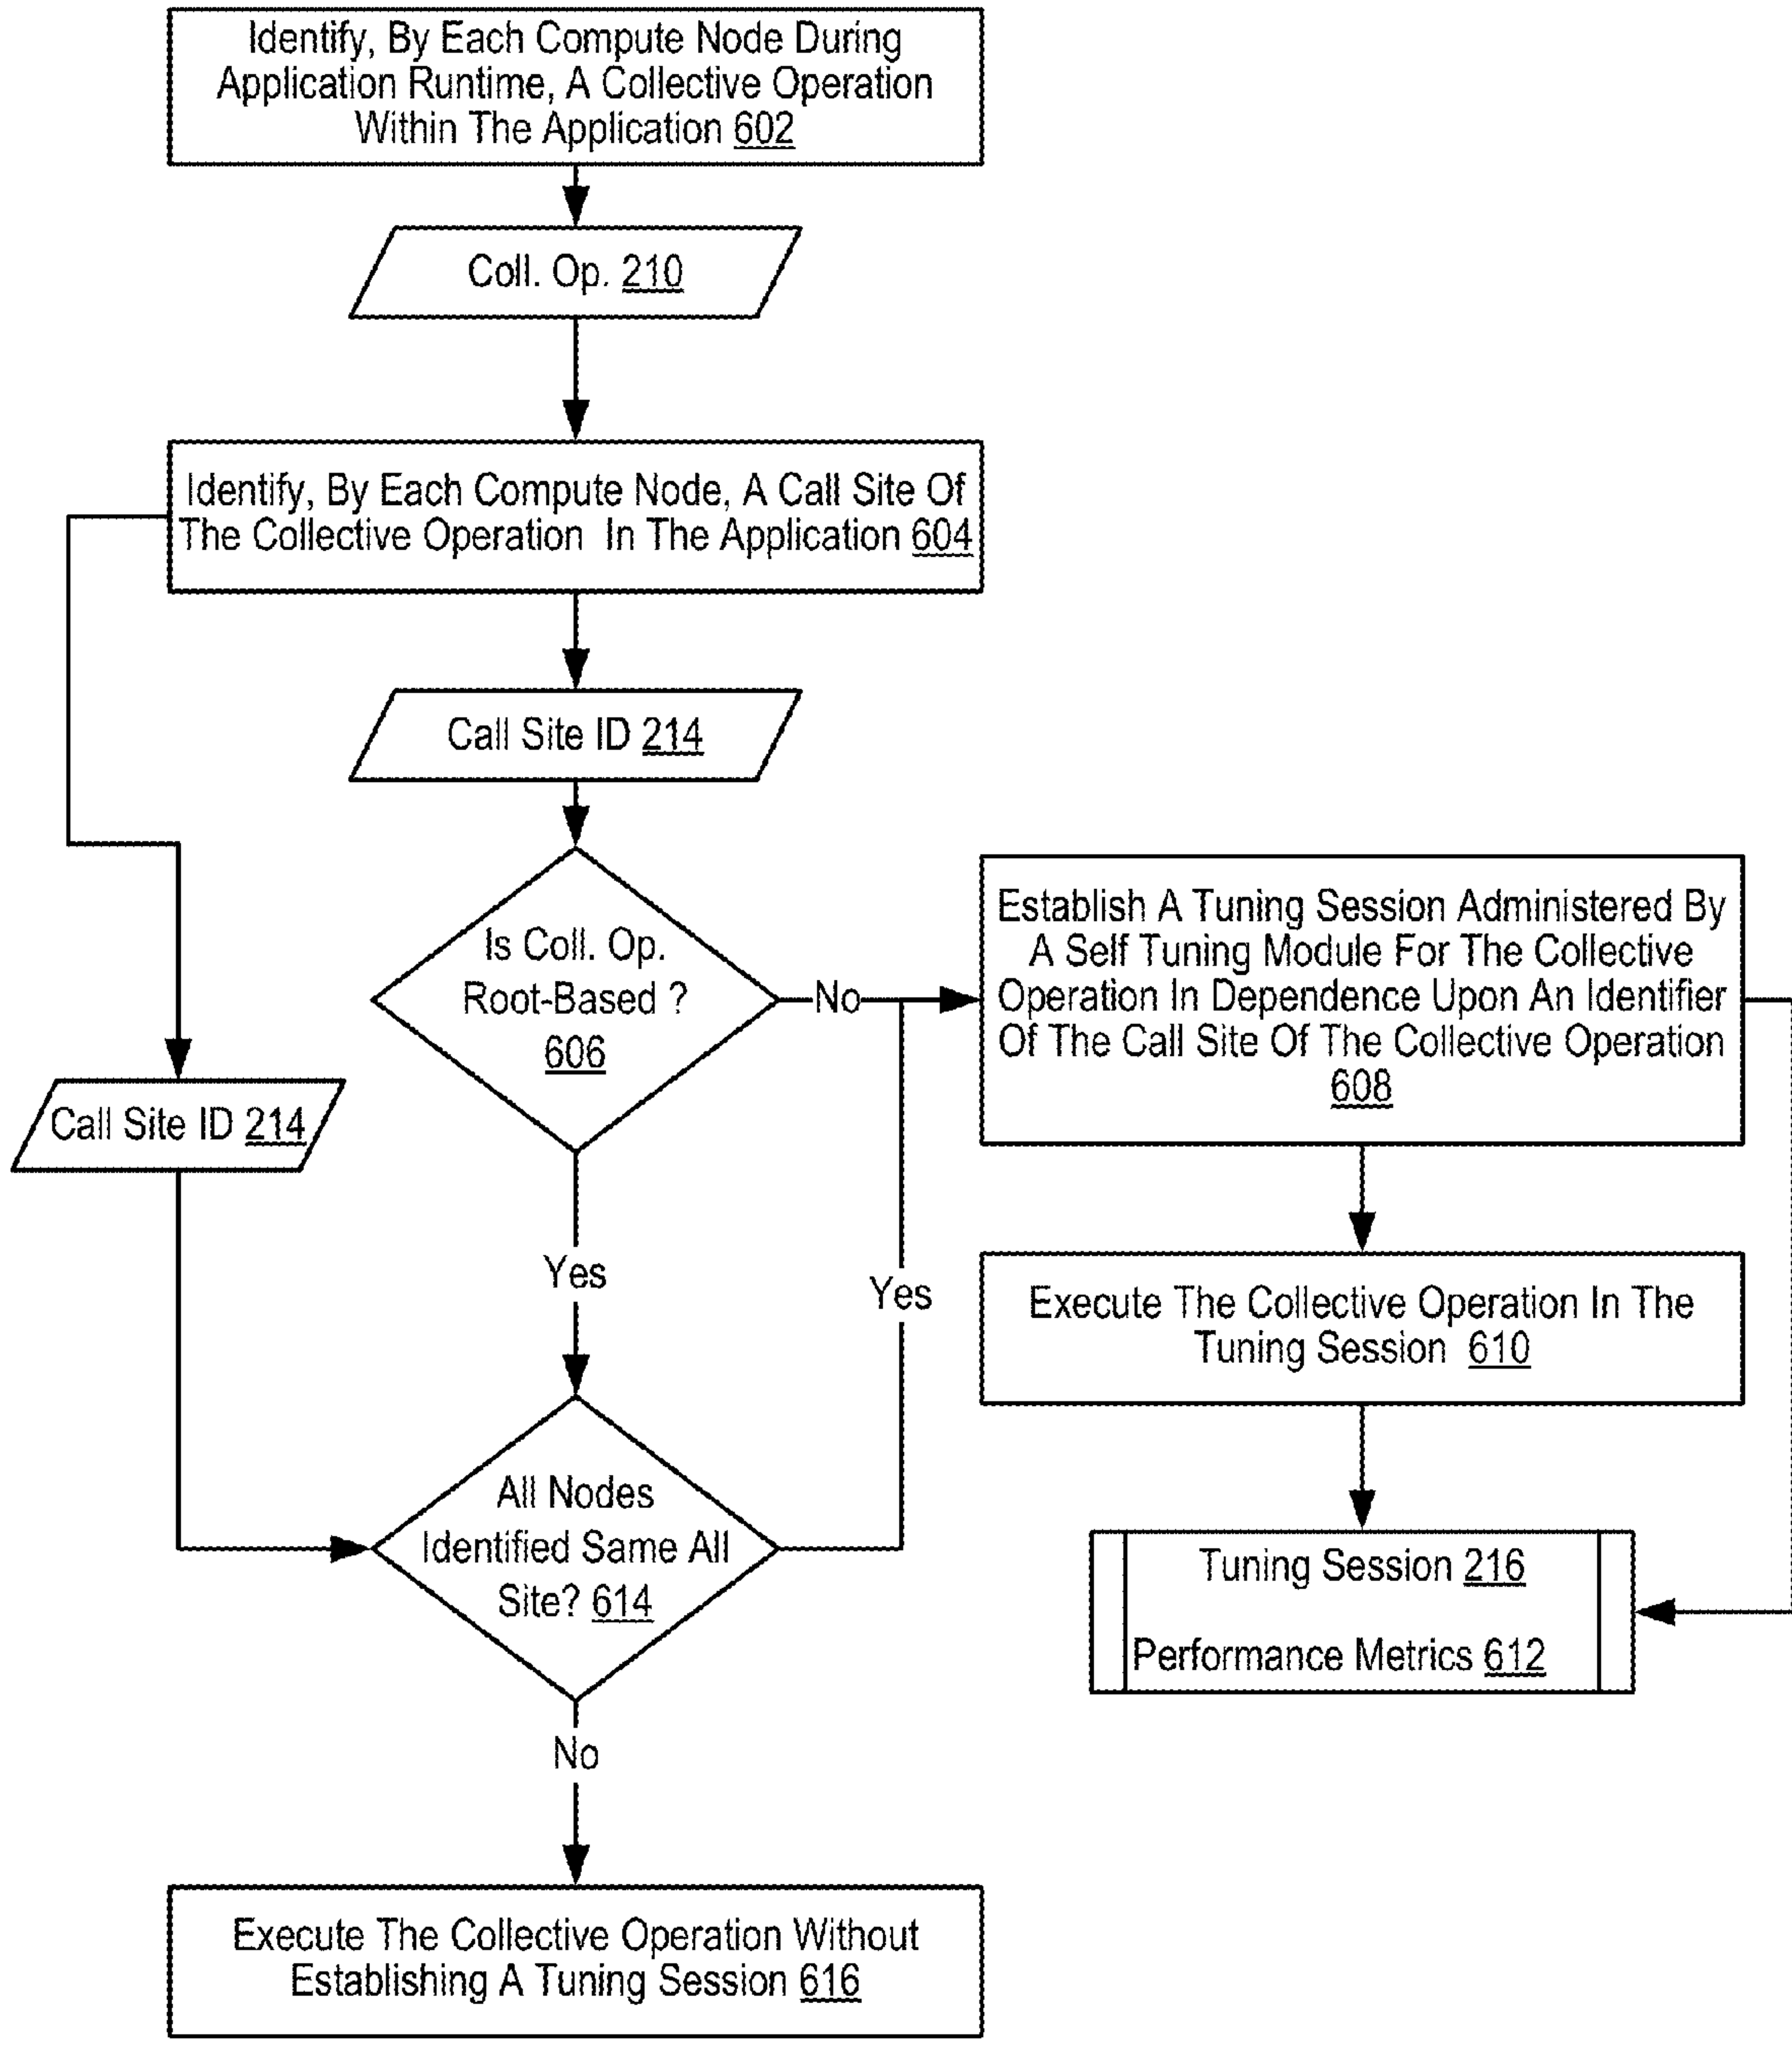 Identify, By Each Compute Node During
Application Runtime, A Collective Operation
Within The Application 602
Coll. Op. 210
Identify, By Each Compute Node, A Call Site Of
The Collective Operation In The Application 604
Call Site ID 214
Is Coll. Op.
Root-Based ?
606
No
Establish A Tuning Session Administered By
A Self Tuning Module For The Collective
Operation In Dependence Upon An Identifier
Of The Call Site Of The Collective Operation
608
Call Site ID 214
Yes
Yes
Execute The Collective Operation In The
Tuning Session 610
All Nodes
Identified Same All
Site? 614
Tuning Session 216
Performance Metrics 612
No
Execute The Collective Operation Without
Establishing A Tuning Session 616